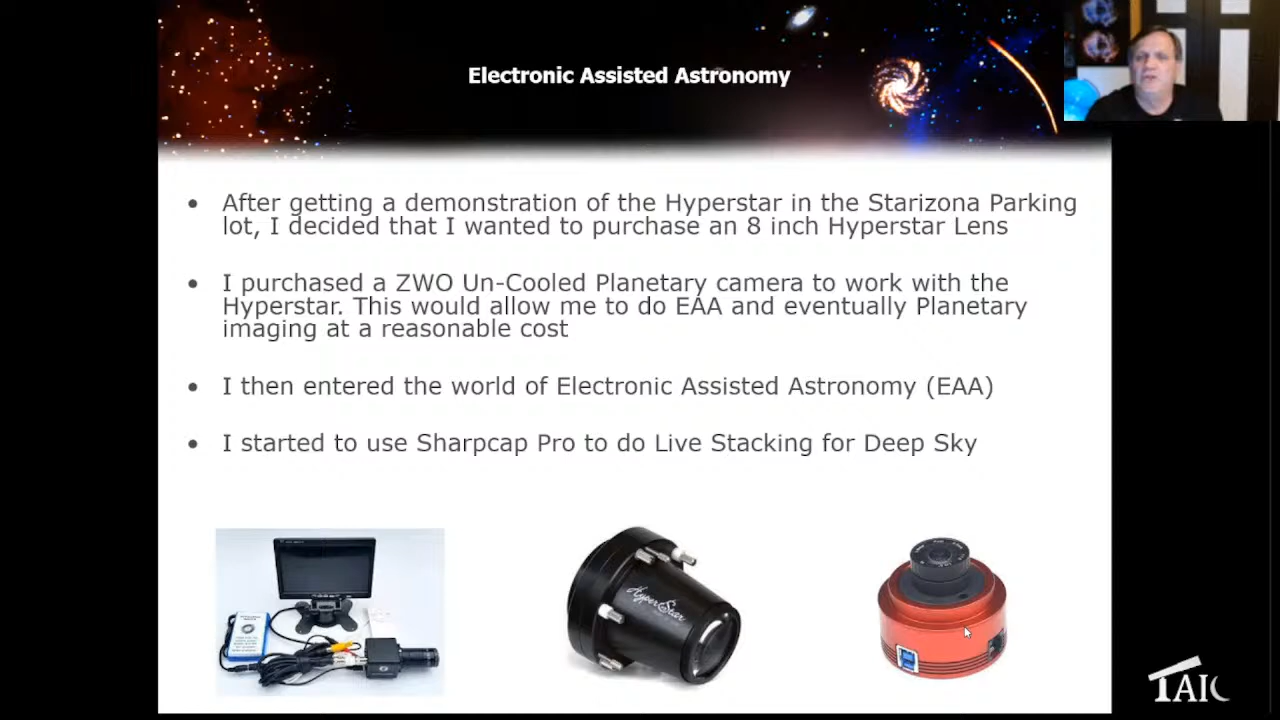 Electronic Assisted Astronomy
• After getting a demonstration of the Hyperstar in the Starizona Parking
lot, I decided that I wanted to purchase an 8 inch Hyperstar Lens
• I purchased a ZWO Un-Cooled Planetary camera to work with the
Hyperstar. This would allow me to do EAA and eventually Planetary
imaging at a reasonable cost
• I then entered the world of Electronic Assisted Astronomy (EAA)
• I started to use Sharpcap Pro to do Live Stacking for Deep Sky
HyperStar
TAIC